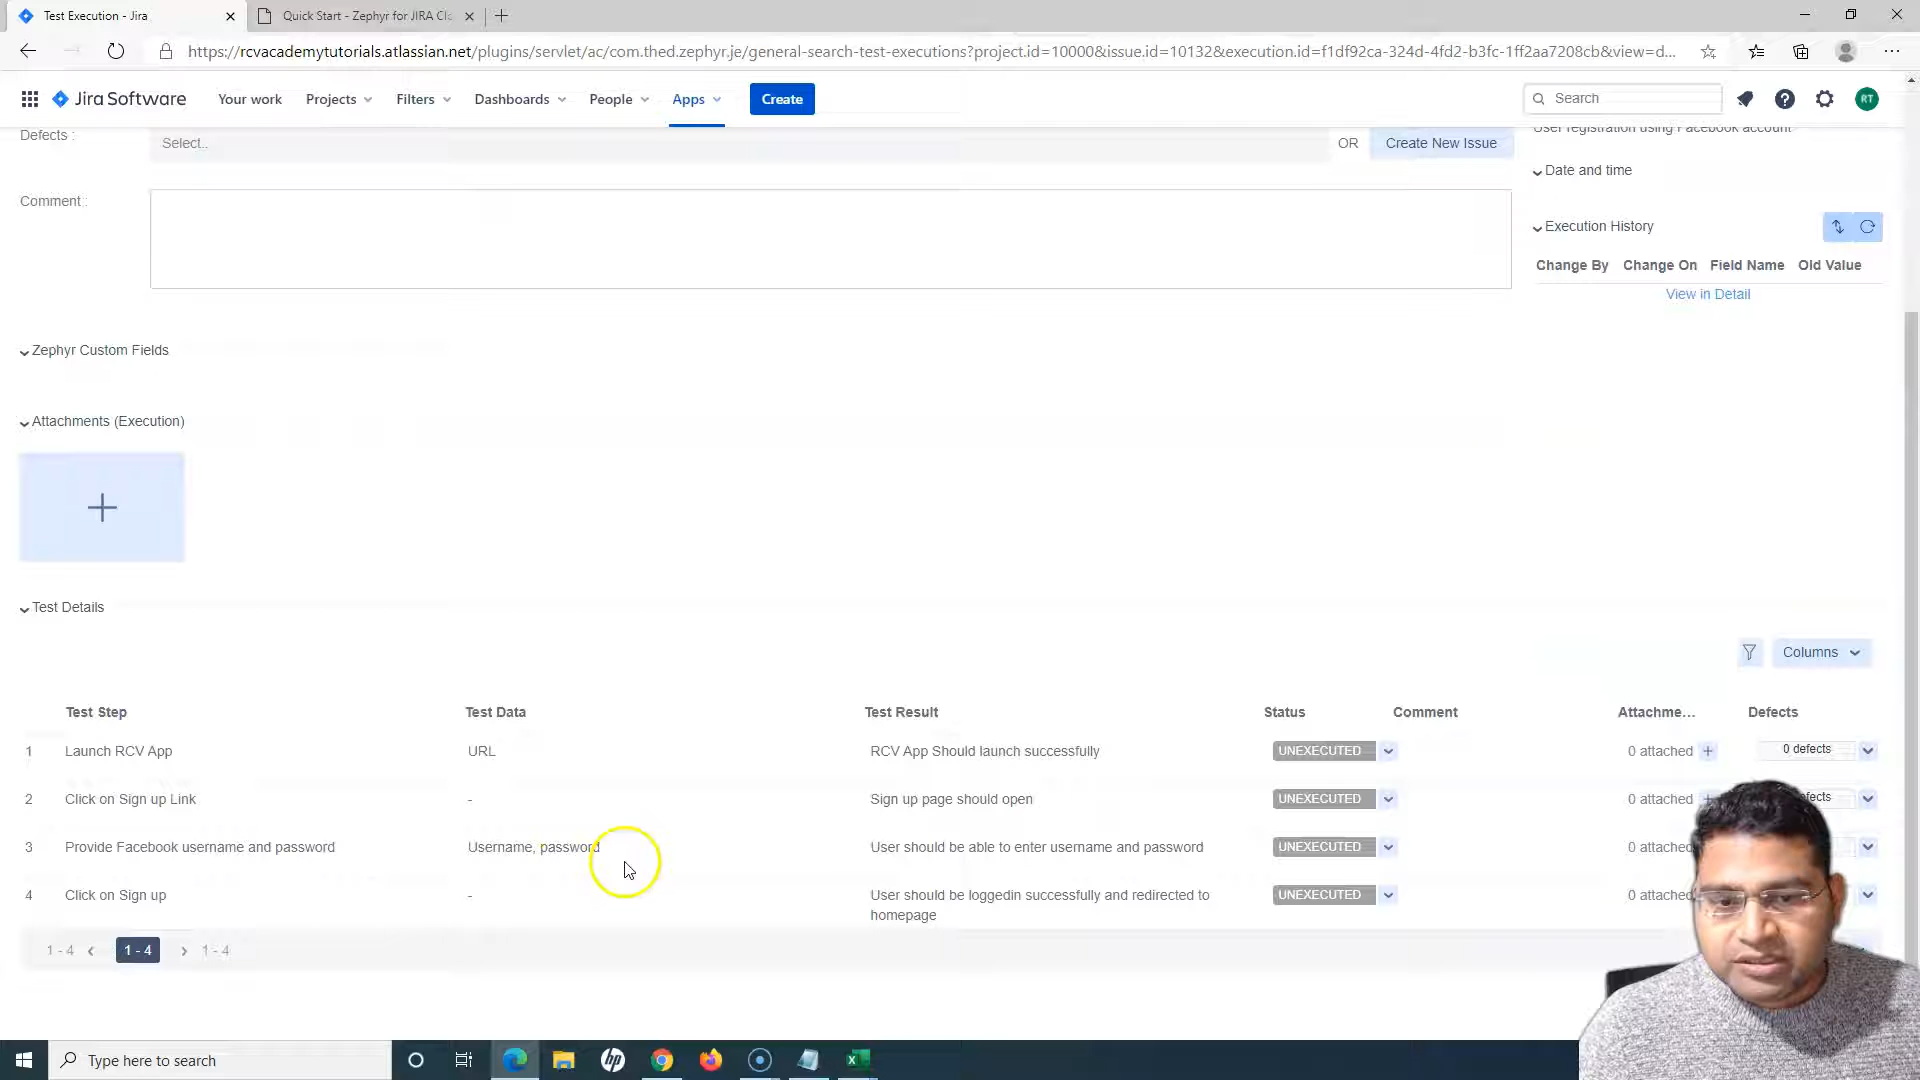 Test Execution - Jira
Quick Start - Zephyr for JIRA Clo
https://rcvacademytutorials.atlassian.net/plugins/servlet/ac/com.thed.zephyr.je/general-search-test-executions?project.id=10000&issue.id=10132&execution.id=f1df92ca-324d-4fd2-b3fc-1ff2aa7208cb&view=d...
Jira Software Your work Projects Filters Dashboards People Apps Create Search RT
Defects : Select.. OR Create New Issue
User registration using Facebook account
Date and time
Comment :
Execution History
Change By Change On Field Name Old Value
View in Detail
Zephyr Custom Fields
Attachments (Execution)
Test Details
Columns
Test Step Test Data Test Result Status Comment Attachme... Defects
1 Launch RCV App URL RCV App Should launch successfully UNEXECUTED 0 attached 0 defects
2 Click on Sign up Link - Sign up page should open UNEXECUTED 0 attached
3 Provide Facebook username and password Username, password User should be able to enter username and password UNEXECUTED 0 attached
4 Click on Sign up - User should be loggedin successfully and redirected to homepage UNEXECUTED 0 attached
1 - 4 1 - 4 1 - 4
Type here to search
hp